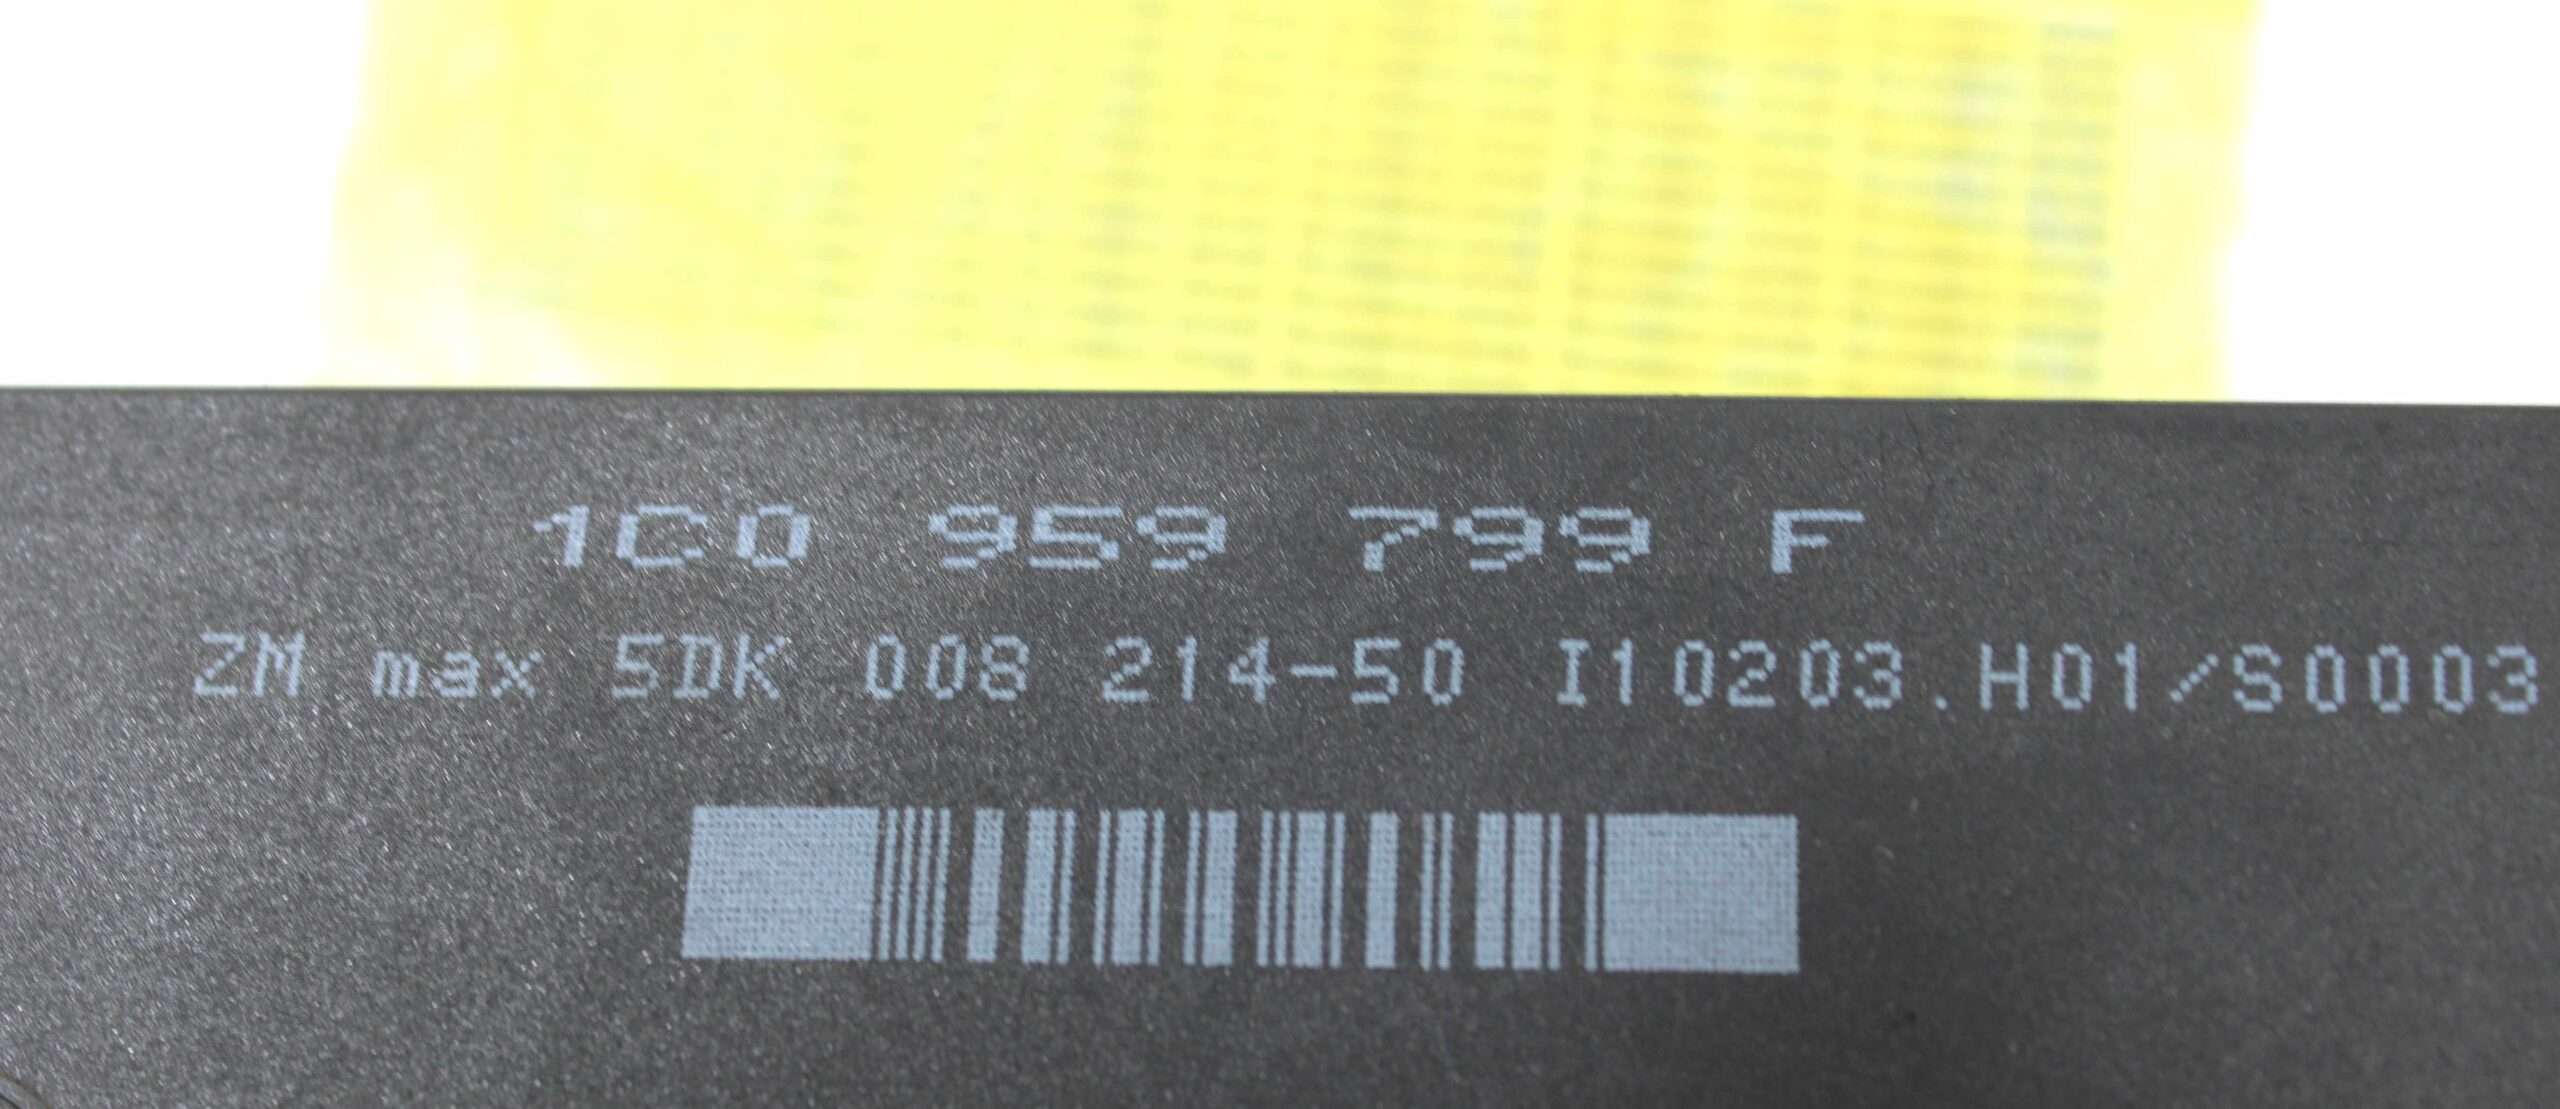 1C0 959 799 F
ZM max 5DK 008 214-50 I10203.H01/S0003